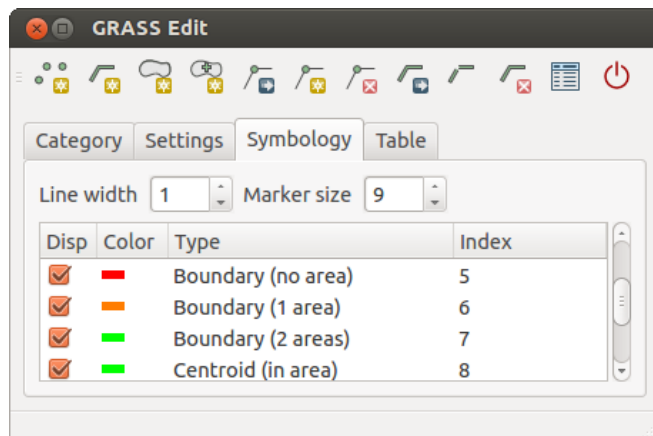 GRASS Edit
Category Settings Symbology Table
Line width 1 Marker size 9
Disp Color Type Index
Boundary (no area) 5
Boundary (1 area) 6
Boundary (2 areas) 7
Centroid (in area) 8